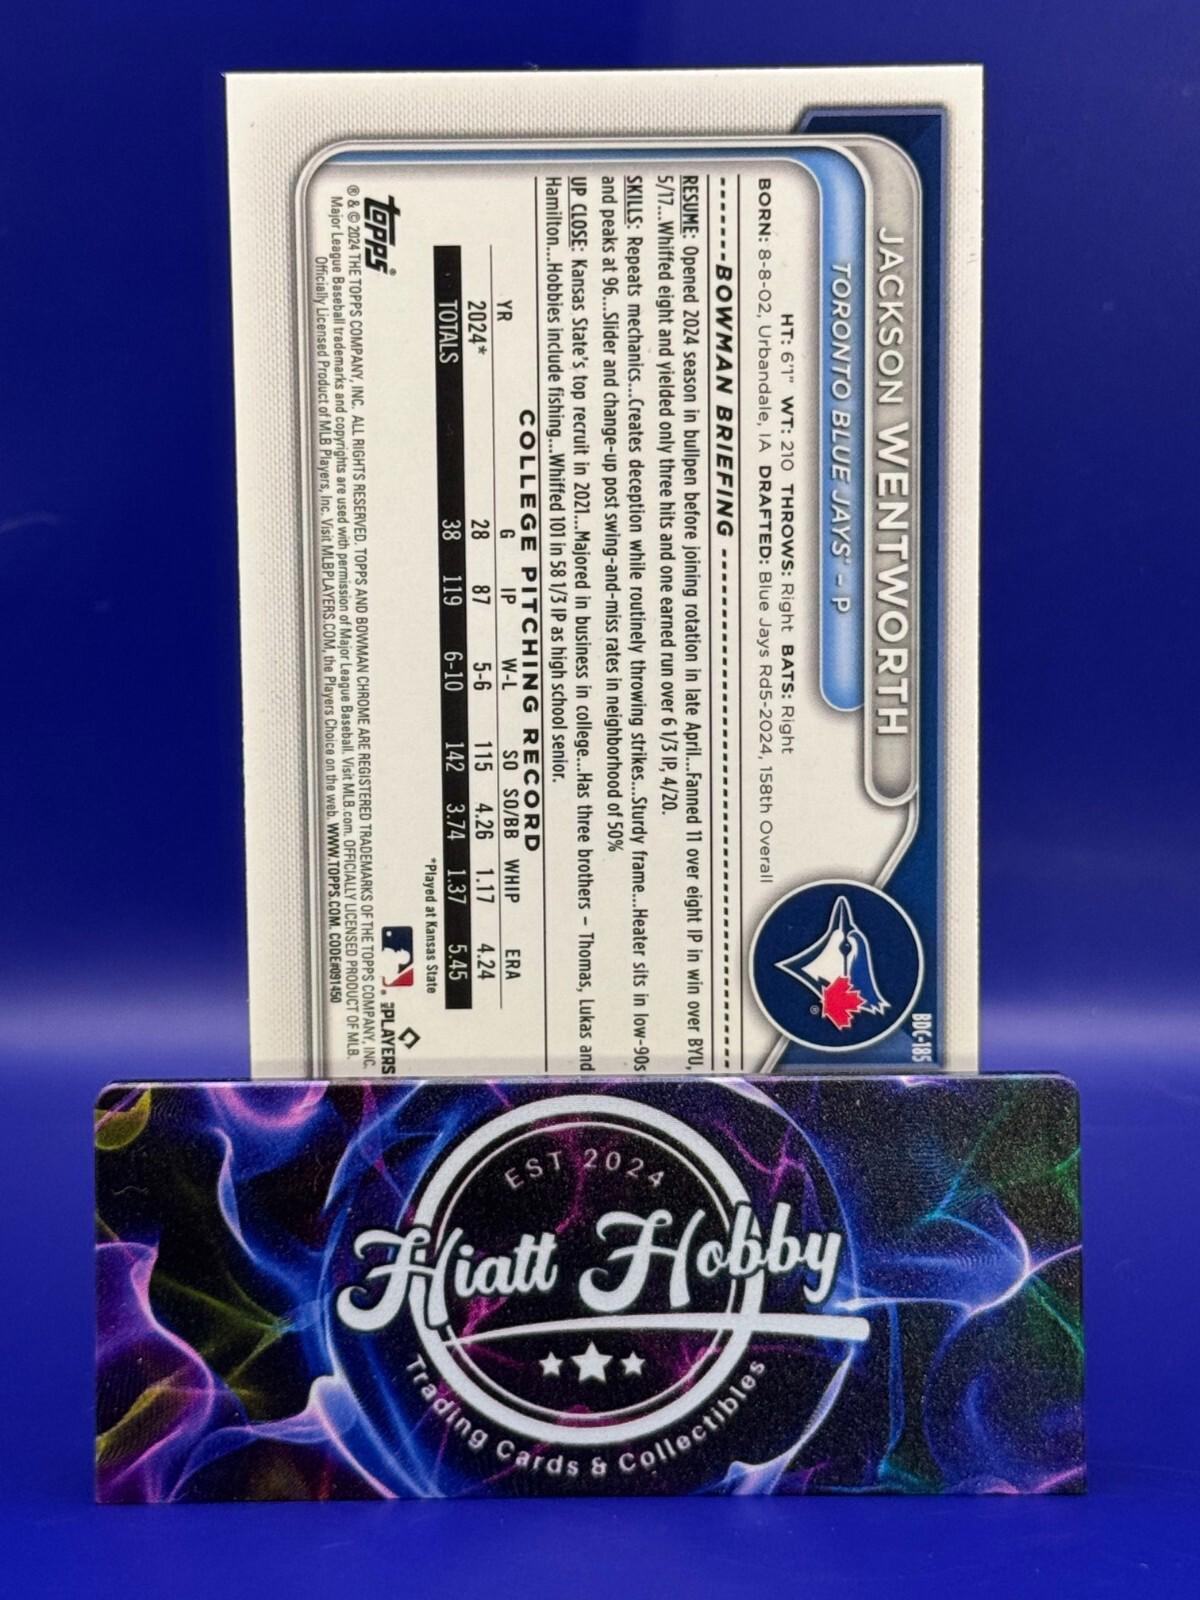 BDC-185
JACKSON WENTWORTH
TORONTO BLUE JAYS® – P
HT: 6'1" WT: 210 THROWS: Right BATS: Right
BORN: 8-8-02, Urbandale, IA DRAFTED: Blue Jays Rd5-2024, 158th Overall
BOWMAN BRIEFING
RESUME: Opened 2024 season in bullpen before joining rotation in late April...Fanned 11 over eight IP in win over BYU,
5/17...Whiffed eight and yielded only three hits and one earned run over 6 1/3 IP, 4/20.
SKILLS: Repeats mechanics...Creates deception while routinely throwing strikes...Sturdy frame...Heater sits in low-90s
and peaks at 96...Slider and change-up post swing-and-miss rates in neighborhood of 50%
UP CLOSE: Kansas State's top recruit in 2021...Majored in business in college...Has three brothers – Thomas, Lukas and
Hamilton...Hobbies include fishing...Whiffed 101 in 58 1/3 IP as high school senior.
COLLEGE PITCHING RECORD
YR G IP W-L SO SO/BB WHIP ERA
2024* 28 87 5-6 115 4.26 1.17 4.24
TOTALS 38 119 6-10 142 3.74 1.37 5.45
*Played at Kansas State
topps®
MLB PLAYERS
® & © 2024 THE TOPPS COMPANY, INC. ALL RIGHTS RESERVED. TOPPS AND BOWMAN CHROME ARE REGISTERED TRADEMARKS OF THE TOPPS COMPANY, INC.
Major League Baseball trademarks and copyrights are used with permission of Major League Baseball. Visit MLB.com. OFFICIALLY LICENSED PRODUCT OF MLB.
Officially Licensed Product of MLB Players, Inc. Visit MLBPLAYERS.COM, the Players Choice on the web. WWW.TOPPS.COM. CODE#091450
EST 2024
Hiatt Hobby
Trading Cards & Collectibles